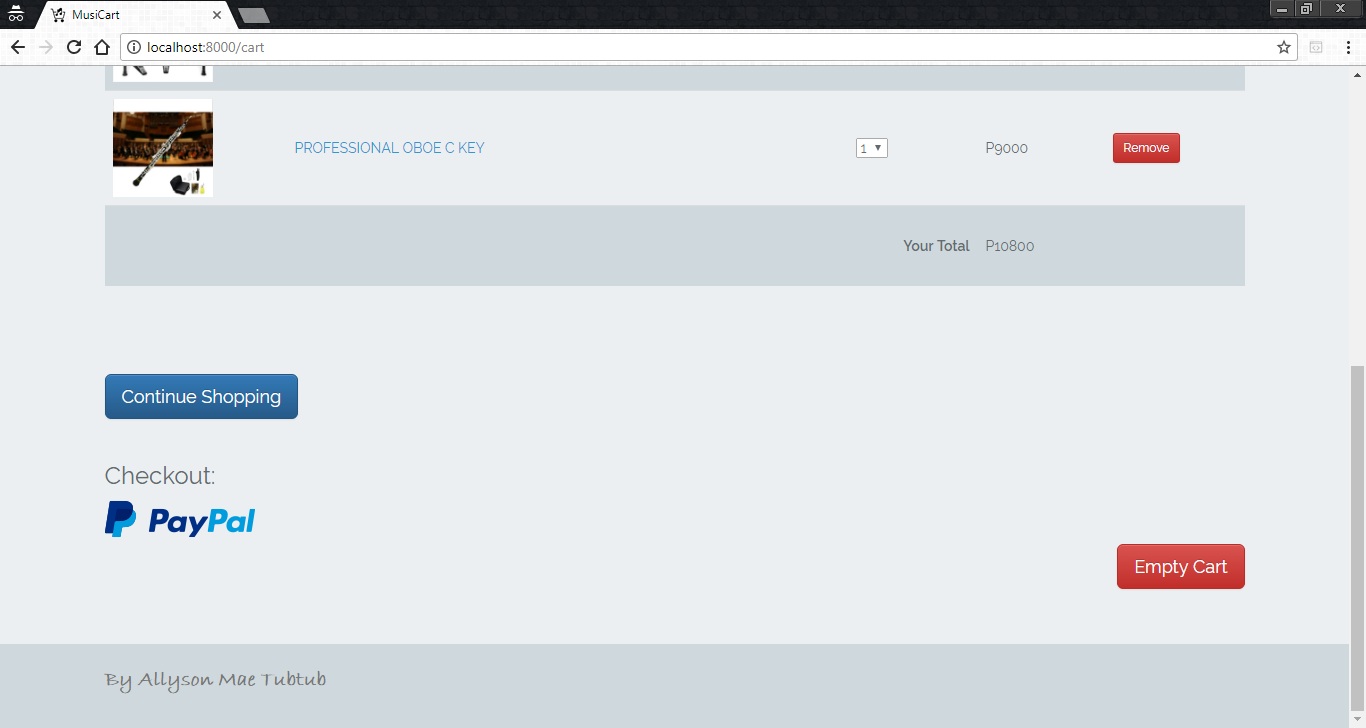 MusiCart
localhost:8000/cart
PROFESSIONAL OBOE C KEY 1 P9000 Remove
Your Total P10800
Continue Shopping
Checkout:
PayPal
Empty Cart
By Allyson Mae Tubtub